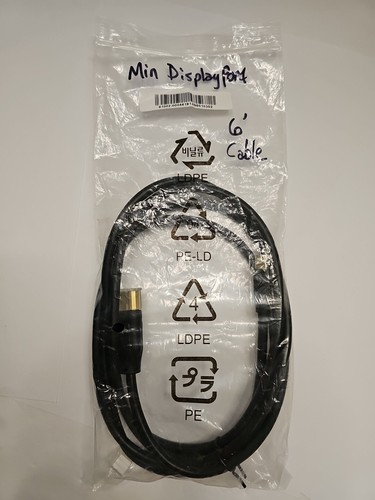 Min Displayport
6'
Cable
비닐류
LDPE
PE-LD
4
LDPE
プラ
PE